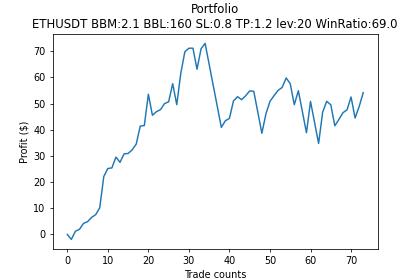 Portfolio
ETHUSDT BBM:2.1 BBL:160 SL:0.8 TP:1.2 lev:20 WinRatio:69.0
70
60
50
40
30
20
10
0
Profit ($)
0 10 20 30 40 50 60 70
Trade counts